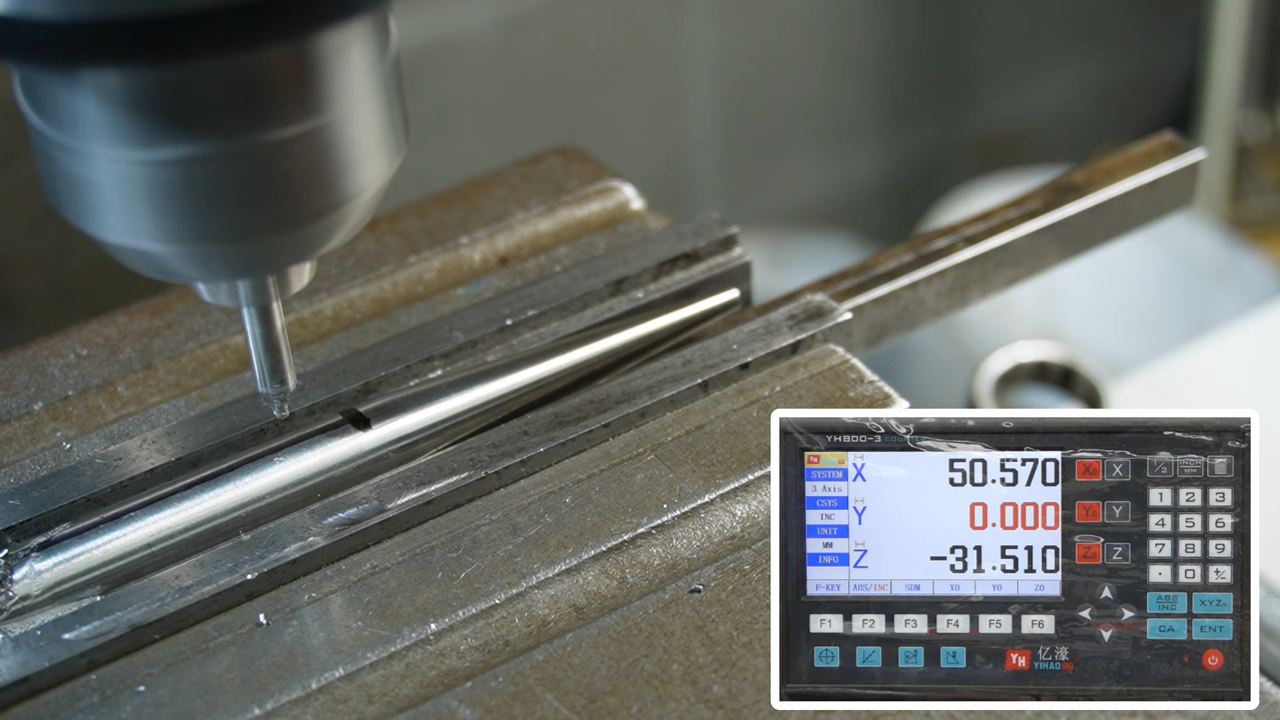 YH800-3 COUNTER
YH
SYSTEM
3 Axis
CSYS
INC
UNIT
MM
INFO
X 50.570
Y 0.000
Z -31.510
F-KEY ABS/INC SDM X0 Y0 Z0
X₀ X
Y₀ Y
Z₀ Z
1/2 INCH
1 2 3
4 5 6
7 8 9
. 0 +/-
ABS/INC XYZ₀
CA ENT
F1 F2 F3 F4 F5 F6
YH 亿濠
YIHAO